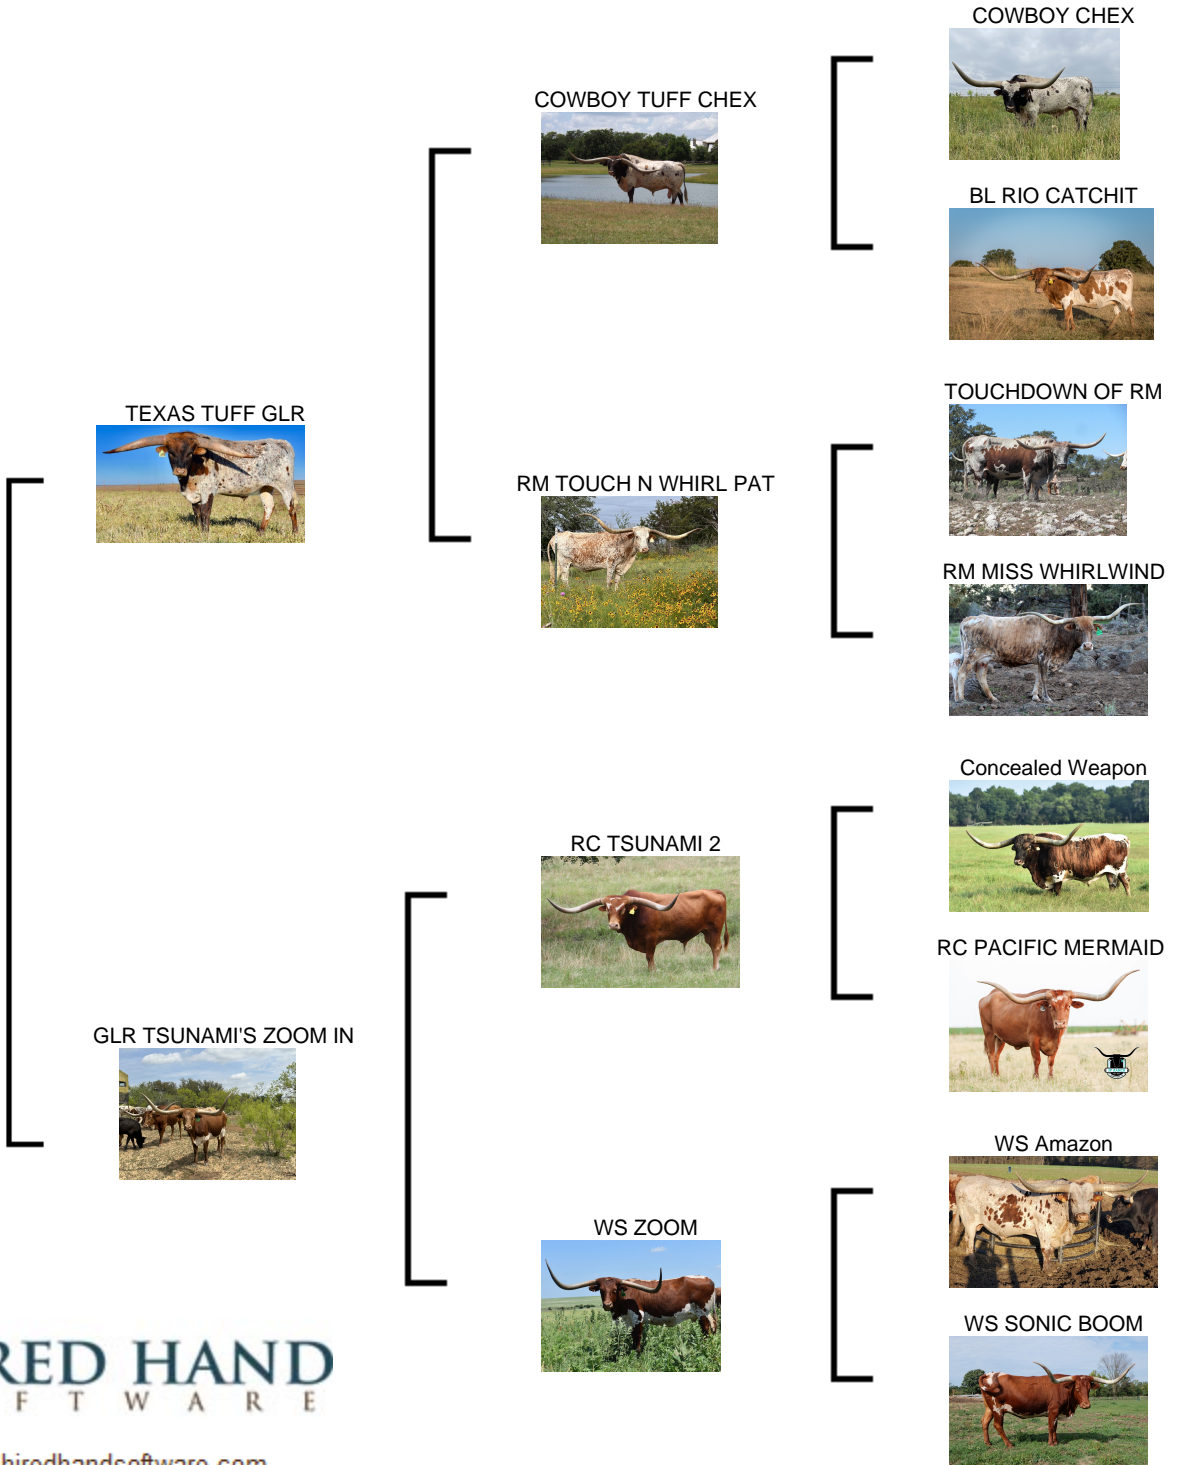 COWBOY CHEX
COWBOY TUFF CHEX
BL RIO CATCHIT
TEXAS TUFF GLR
TOUCHDOWN OF RM
RM TOUCH N WHIRL PAT
RM MISS WHIRLWIND
Concealed Weapon
RC TSUNAMI 2
RC PACIFIC MERMAID
GLR TSUNAMI'S ZOOM IN
WS Amazon
WS ZOOM
WS SONIC BOOM
RED HAND
F T W A R E
hiredhandsoftware.com